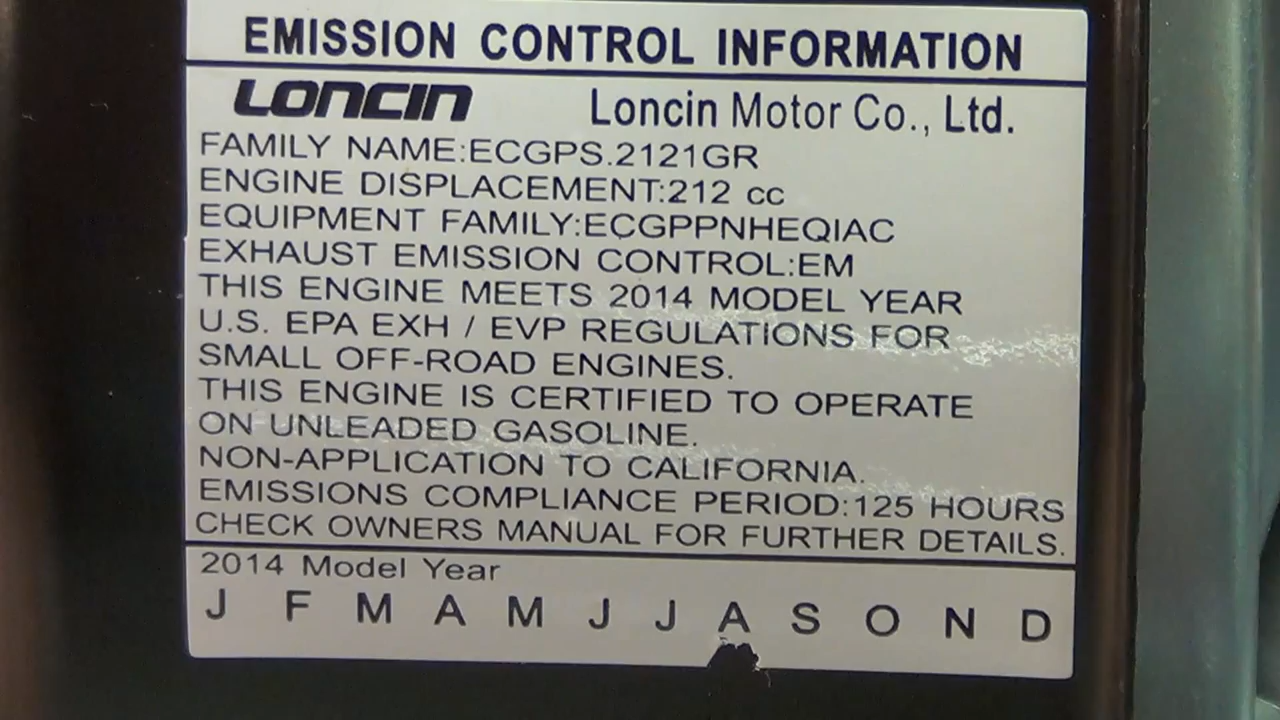 EMISSION CONTROL INFORMATION
LONCIN Loncin Motor Co., Ltd.
FAMILY NAME:ECGPS.2121GR
ENGINE DISPLACEMENT:212 cc
EQUIPMENT FAMILY:ECGPPNHEQIAC
EXHAUST EMISSION CONTROL:EM
THIS ENGINE MEETS 2014 MODEL YEAR
U.S. EPA EXH / EVP REGULATIONS FOR
SMALL OFF-ROAD ENGINES.
THIS ENGINE IS CERTIFIED TO OPERATE
ON UNLEADED GASOLINE.
NON-APPLICATION TO CALIFORNIA.
EMISSIONS COMPLIANCE PERIOD:125 HOURS
CHECK OWNERS MANUAL FOR FURTHER DETAILS.
2014 Model Year
J F M A M J J A S O N D